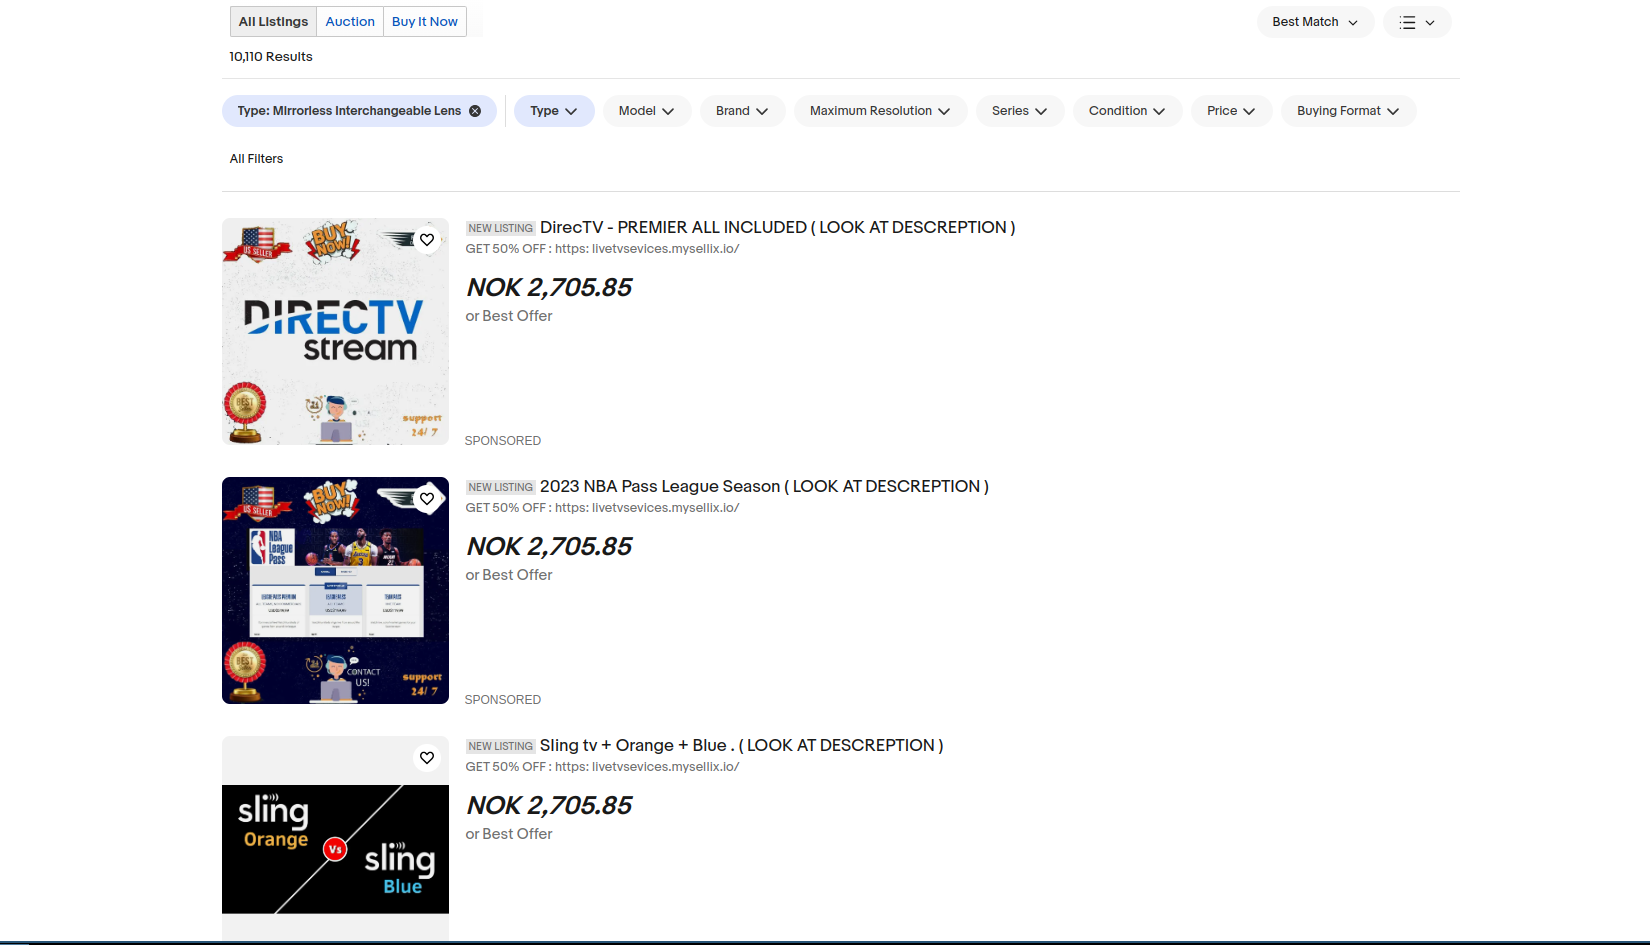 All Listings Auction Buy It Now Best Match
10,110 Results
Type: Mirrorless Interchangeable Lens Type Model Brand Maximum Resolution Series Condition Price Buying Format
All Filters
US SELLER
BUY NOW!
DIRECTV
stream
BEST
24
support
24/ 7
NEW LISTING DirecTV - PREMIER ALL INCLUDED ( LOOK AT DESCREPTION )
GET 50% OFF : https: livetvsevices.mysellix.io/
NOK 2,705.85
or Best Offer
SPONSORED
US SELLER
BUY NOW!
NBA
League
Pass
BEST
24
CONTACT
US!
support
24/ 7
NEW LISTING 2023 NBA Pass League Season ( LOOK AT DESCREPTION )
GET 50% OFF : https: livetvsevices.mysellix.io/
NOK 2,705.85
or Best Offer
SPONSORED
sling
Orange
Vs
sling
Blue
NEW LISTING Sling tv + Orange + Blue . ( LOOK AT DESCREPTION )
GET 50% OFF : https: livetvsevices.mysellix.io/
NOK 2,705.85
or Best Offer